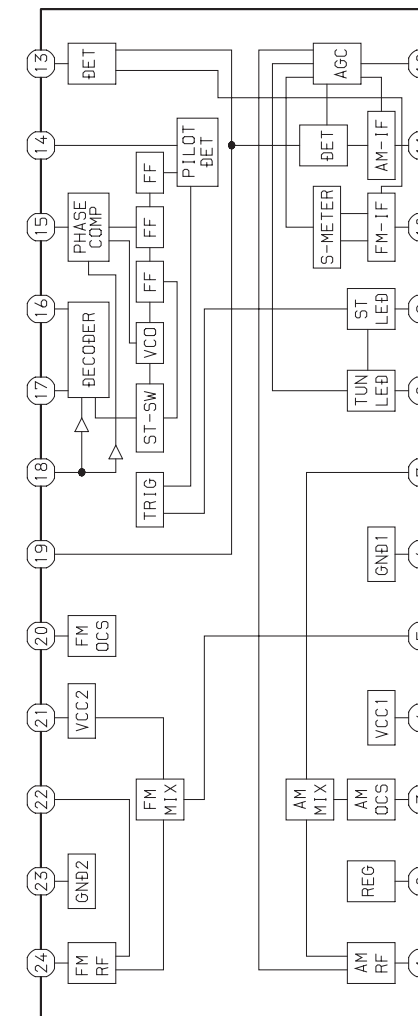 13
DET
14
PILOT
DET
15
PHASE
COMP
FF
FF
FF
16
DECODER
VCO
17
ST-SW
18
TRIG
19
20
FM
OCS
21
VCC2
22
FM
MIX
23
GND2
24
FM
RF
AGC
DET
AM-IF
S-METER
FM-IF
ST
LED
TUN
LED
GND1
VCC1
AM
MIX
AM
OCS
REG
AM
RF